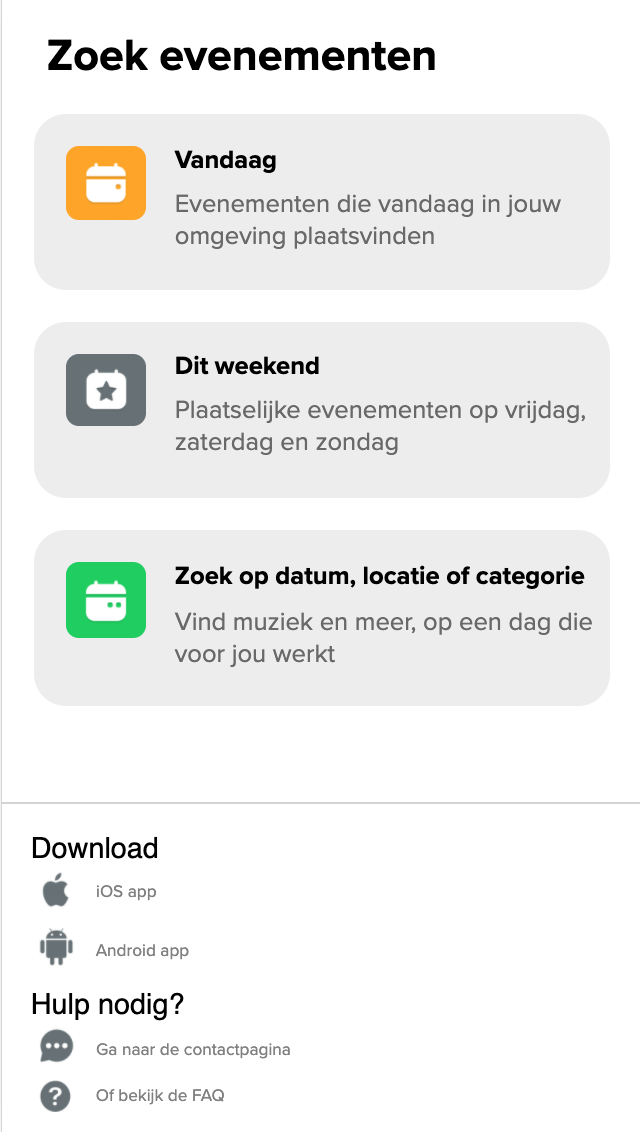 Zoek evenementen
Vandaag
Evenementen die vandaag in jouw
omgeving plaatsvinden
Dit weekend
Plaatselijke evenementen op vrijdag,
zaterdag en zondag
Zoek op datum, locatie of categorie
Vind muziek en meer, op een dag die
voor jou werkt
Download
iOS app
Android app
Hulp nodig?
Ga naar de contactpagina
Of bekijk de FAQ